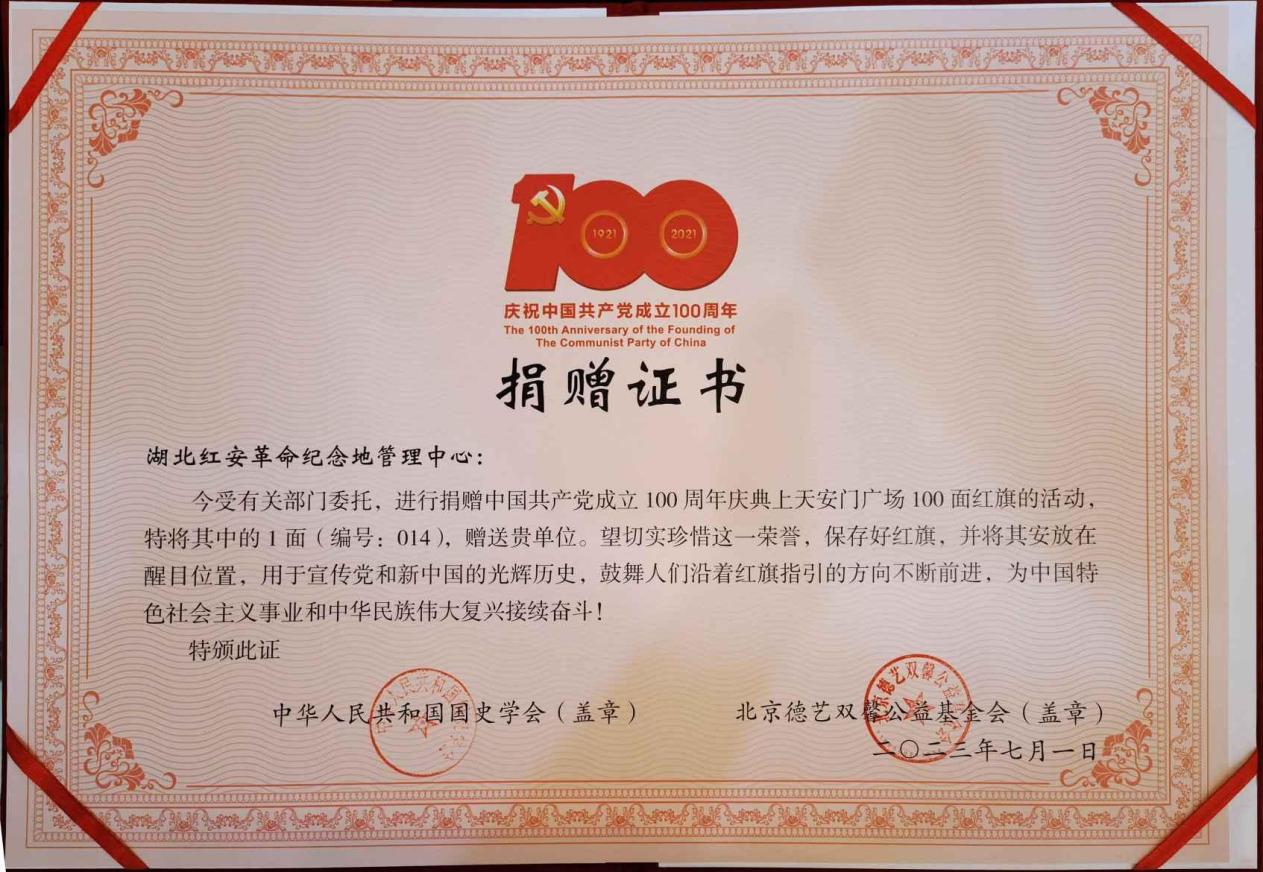 1921
2021
庆祝中国共产党成立100周年
The 100th Anniversary of the Founding of
The Communist Party of China
捐赠证书
湖北红安革命纪念地管理中心：
今受有关部门委托，进行捐赠中国共产党成立 100 周年庆典上天安门广场 100 面红旗的活动，
特将其中的 1 面（编号：014），赠送贵单位。望切实珍惜这一荣誉，保存好红旗，并将其安放在
醒目位置，用于宣传党和新中国的光辉历史，鼓舞人们沿着红旗指引的方向不断前进，为中国特
色社会主义事业和中华民族伟大复兴接续奋斗！
特颁此证
中华人民共和国国史学会（盖章）
北京德艺双馨公益基金会（盖章）
二〇二三年七月一日